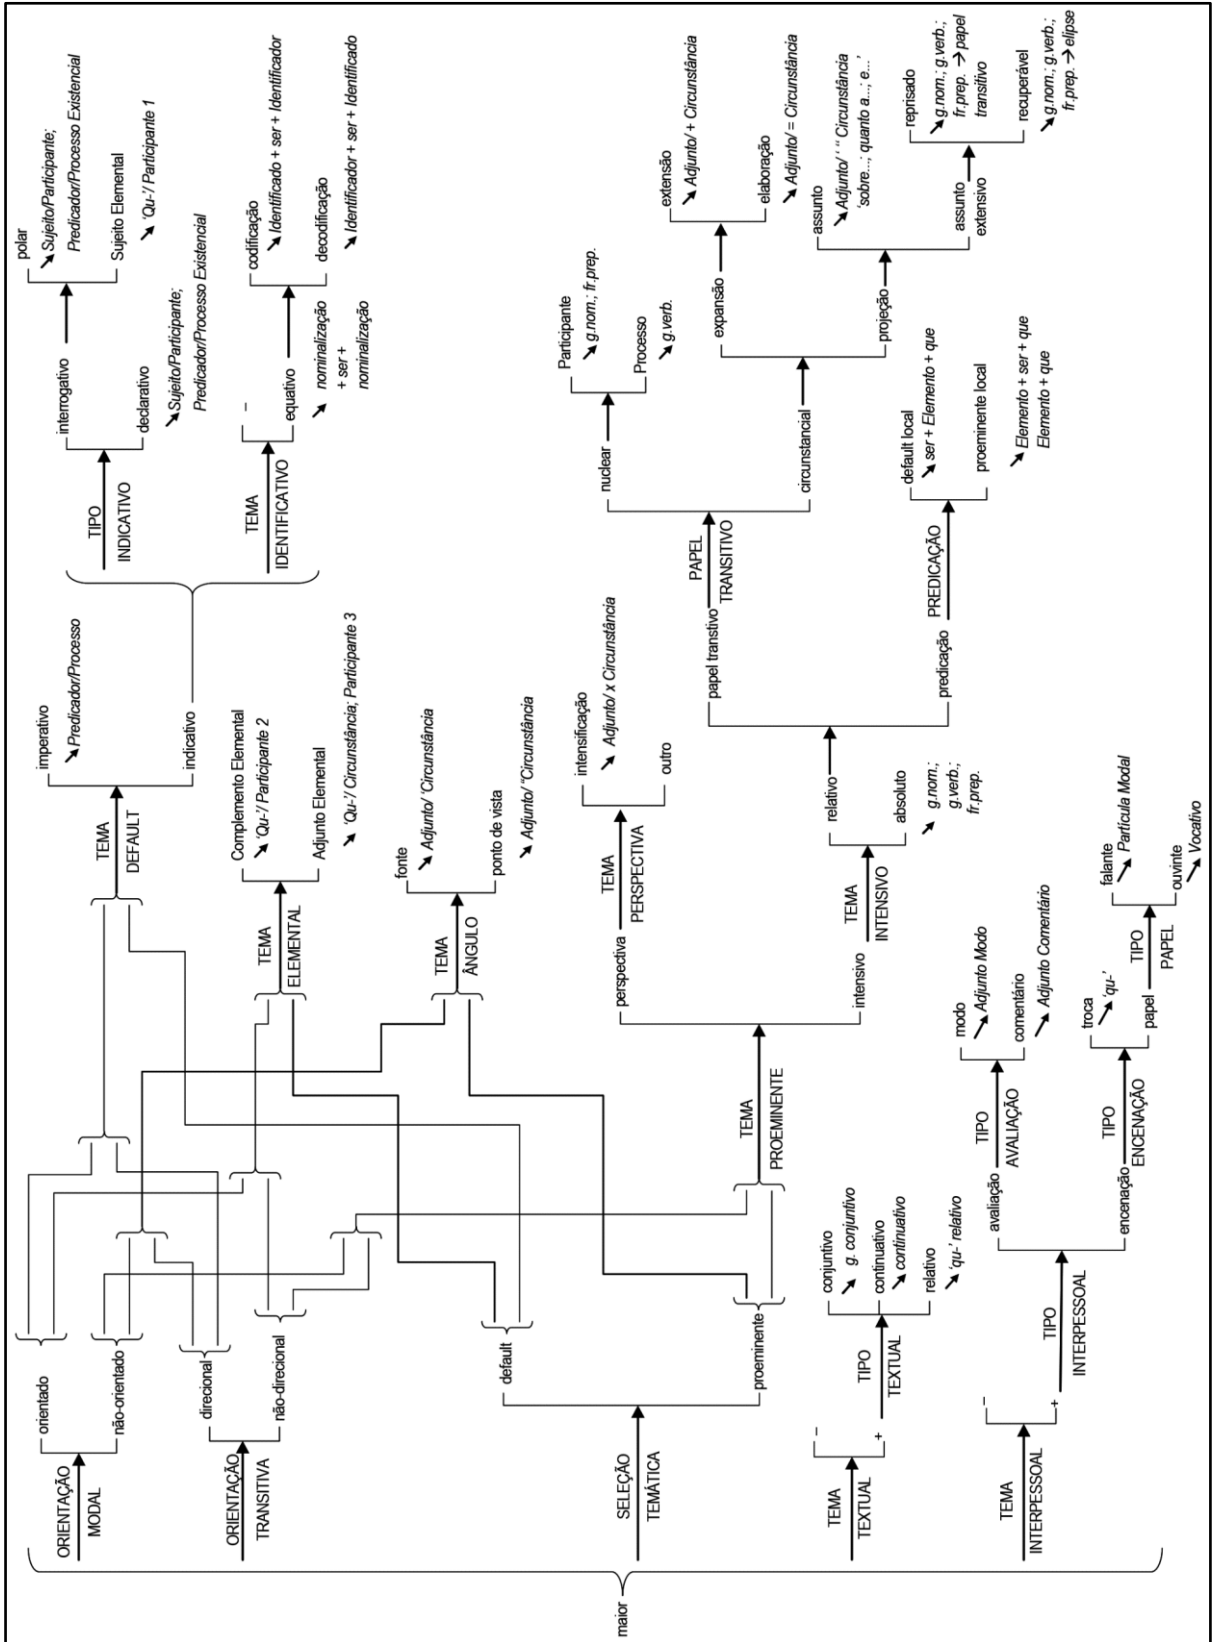 maior
ORIENTAÇÃO
MODAL
orientado
não-orientado
ORIENTAÇÃO
TRANSITIVA
direcional
não-direcional
SELEÇÃO
TEMÁTICA
default
proeminente
TEMA
TEXTUAL
–
+
TIPO
TEXTUAL
conjuntivo
g. conjuntivo
continuativo
continuativo
relativo
'qu-' relativo
TEMA
INTERPESSOAL
–
+
TIPO
INTERPESSOAL
avaliação
TIPO
AVALIAÇÃO
modo
Adjunto Modo
comentário
Adjunto Comentário
encenação
TIPO
ENCENAÇÃO
troca
'qu-'
papel
TIPO
PAPEL
falante
Partícula Modal
ouvinte
Vocativo
TEMA
DEFAULT
imperativo
Predicador/Processo
indicativo
TIPO
INDICATIVO
interrogativo
polar
Sujeito/Participante;
Predicador/Processo Existencial
Sujeito Elemental
'Qu-'/ Participante 1
declarativo
Sujeito/Participante;
Predicador/Processo Existencial
TEMA
IDENTIFICATIVO
–
equativo
nominalização
+ ser +
nominalização
codificação
Identificado + ser + Identificador
decodificação
Identificador + ser + Identificado
TEMA
ELEMENTAL
Complemento Elemental
'Qu-'/ Participante 2
Adjunto Elemental
'Qu-'/ Circunstância; Participante 3
TEMA
ÂNGULO
fonte
Adjunto/ 'Circunstância
ponto de vista
Adjunto/ "Circunstância
TEMA
PROEMINENTE
perspectiva
TEMA
PERSPECTIVA
intensificação
Adjunto/ x Circunstância
outro
intensivo
TEMA
INTENSIVO
relativo
absoluto
g.nom.;
g.verb.;
fr.prep.
papel transtivo
PAPEL
TRANSITIVO
nuclear
Participante
g.nom.; fr.prep.
Processo
g.verb.
circunstancial
expansão
extensão
Adjunto/ + Circunstância
elaboração
Adjunto/ = Circunstância
projeção
assunto
Adjunto/ ' " Circunstância
'sobre...; quanto a...; e...'
assunto
extensivo
reprisado
g.nom.; g.verb.;
fr.prep. → papel
transitivo
recuperável
g.nom.; g.verb.;
fr.prep. → elipse
predicação
PREDICAÇÃO
default local
ser + Elemento + que
proeminente local
Elemento + ser + que
Elemento + que